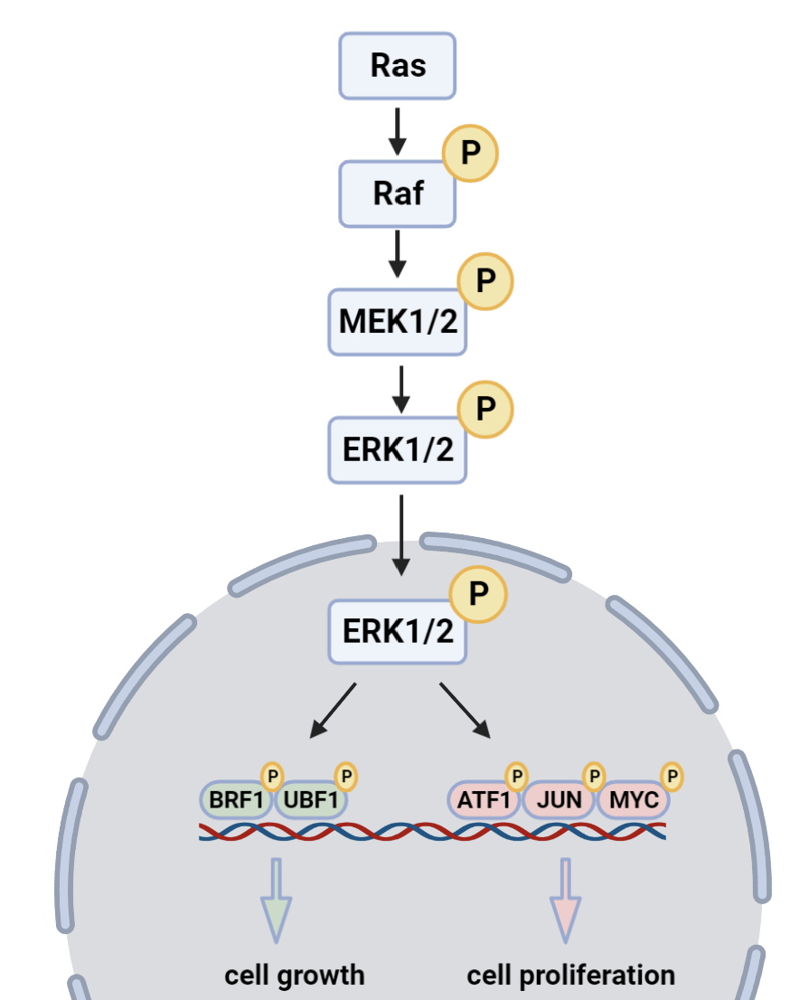 Ras
P
Raf
P
MEK1/2
P
ERK1/2
P
ERK1/2
P P P P P
BRF1 UBF1 ATF1 JUN MYC
cell growth cell proliferation